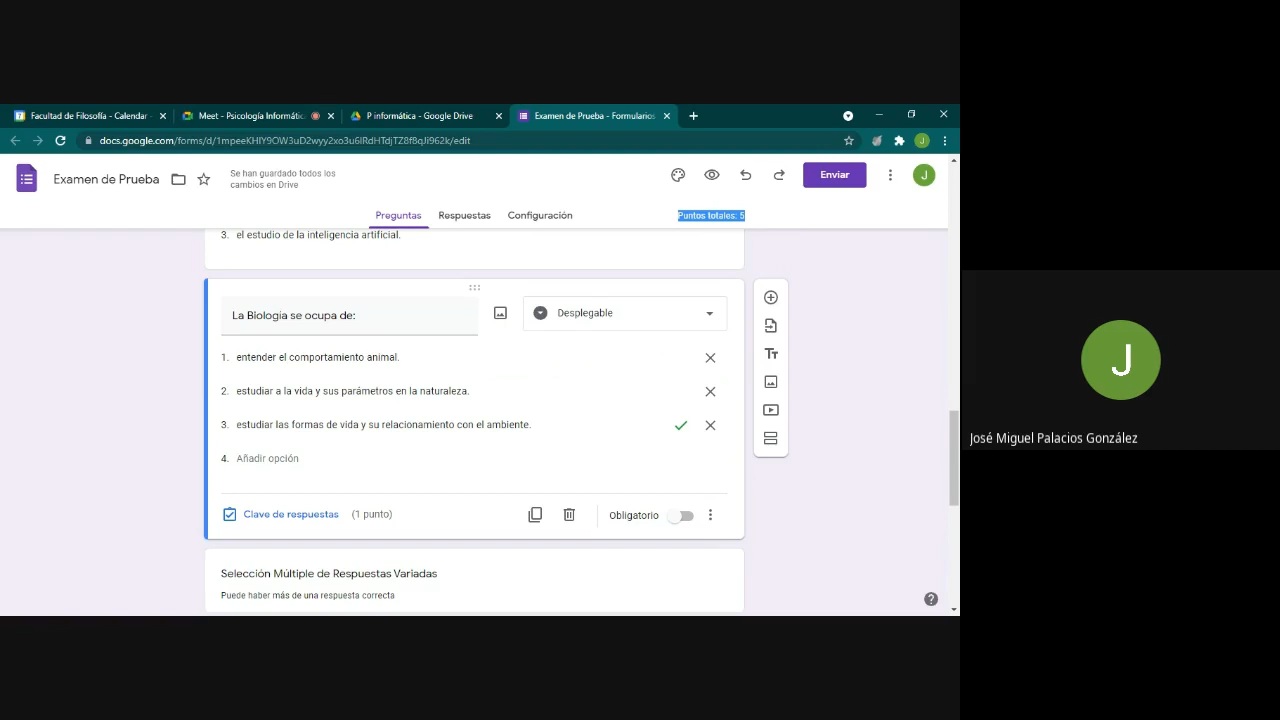 Facultad de Filosofía - Calendar
Meet - Psicología Informátic
P informática - Google Drive
Examen de Prueba - Formularios
docs.google.com/forms/d/1mpeeKHIY9OW3uD2wyy2xo3u6lRdHTdjTZ8f8qJi962k/edit
J
Examen de Prueba
Se han guardado todos los
cambios en Drive
Enviar
J
Preguntas
Respuestas
Configuración
Puntos totales: 5
3. el estudio de la inteligencia artificial.
La Biología se ocupa de:
Desplegable
1. entender el comportamiento animal.
2. estudiar a la vida y sus parámetros en la naturaleza.
3. estudiar las formas de vida y su relacionamiento con el ambiente.
4. Añadir opción
Clave de respuestas (1 punto)
Obligatorio
Selección Múltiple de Respuestas Variadas
Puede haber más de una respuesta correcta
J
José Miguel Palacios González